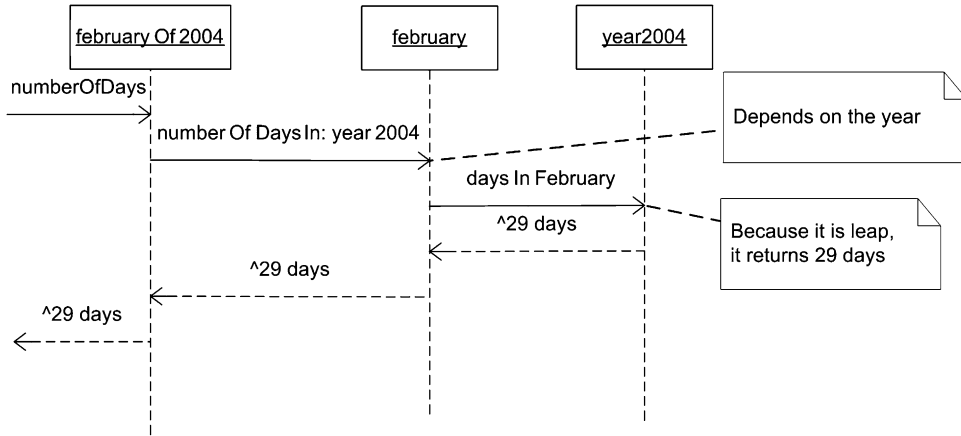 february Of 2004
february
year2004
numberOfDays
Depends on the year
number Of Days In: year 2004
days In February
^29 days
Because it is leap,
it returns 29 days
^29 days
^29 days